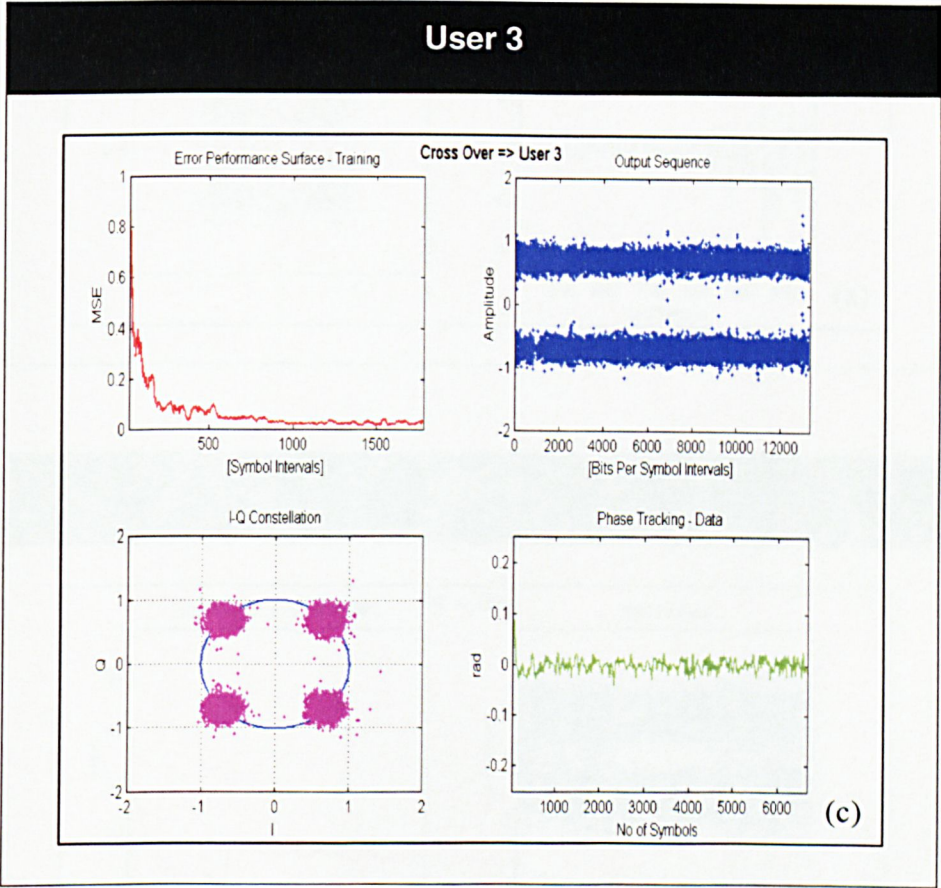 User 3
Cross Over => User 3
Error Performance Surface - Training
1
0.8
0.6
0.4
0.2
0
MSE
500
1000
1500
[Symbol Intervals]
Output Sequence
2
1
0
-1
-2
Amplitude
0
2000
4000
6000
8000
10000
12000
[Bits Per Symbol Intervals]
I-Q Constellation
2
1
0
-1
-2
Q
-2
-1
0
1
2
I
Phase Tracking - Data
0.2
0.1
0
-0.1
-0.2
rad
1000
2000
3000
4000
5000
6000
No of Symbols
(c)